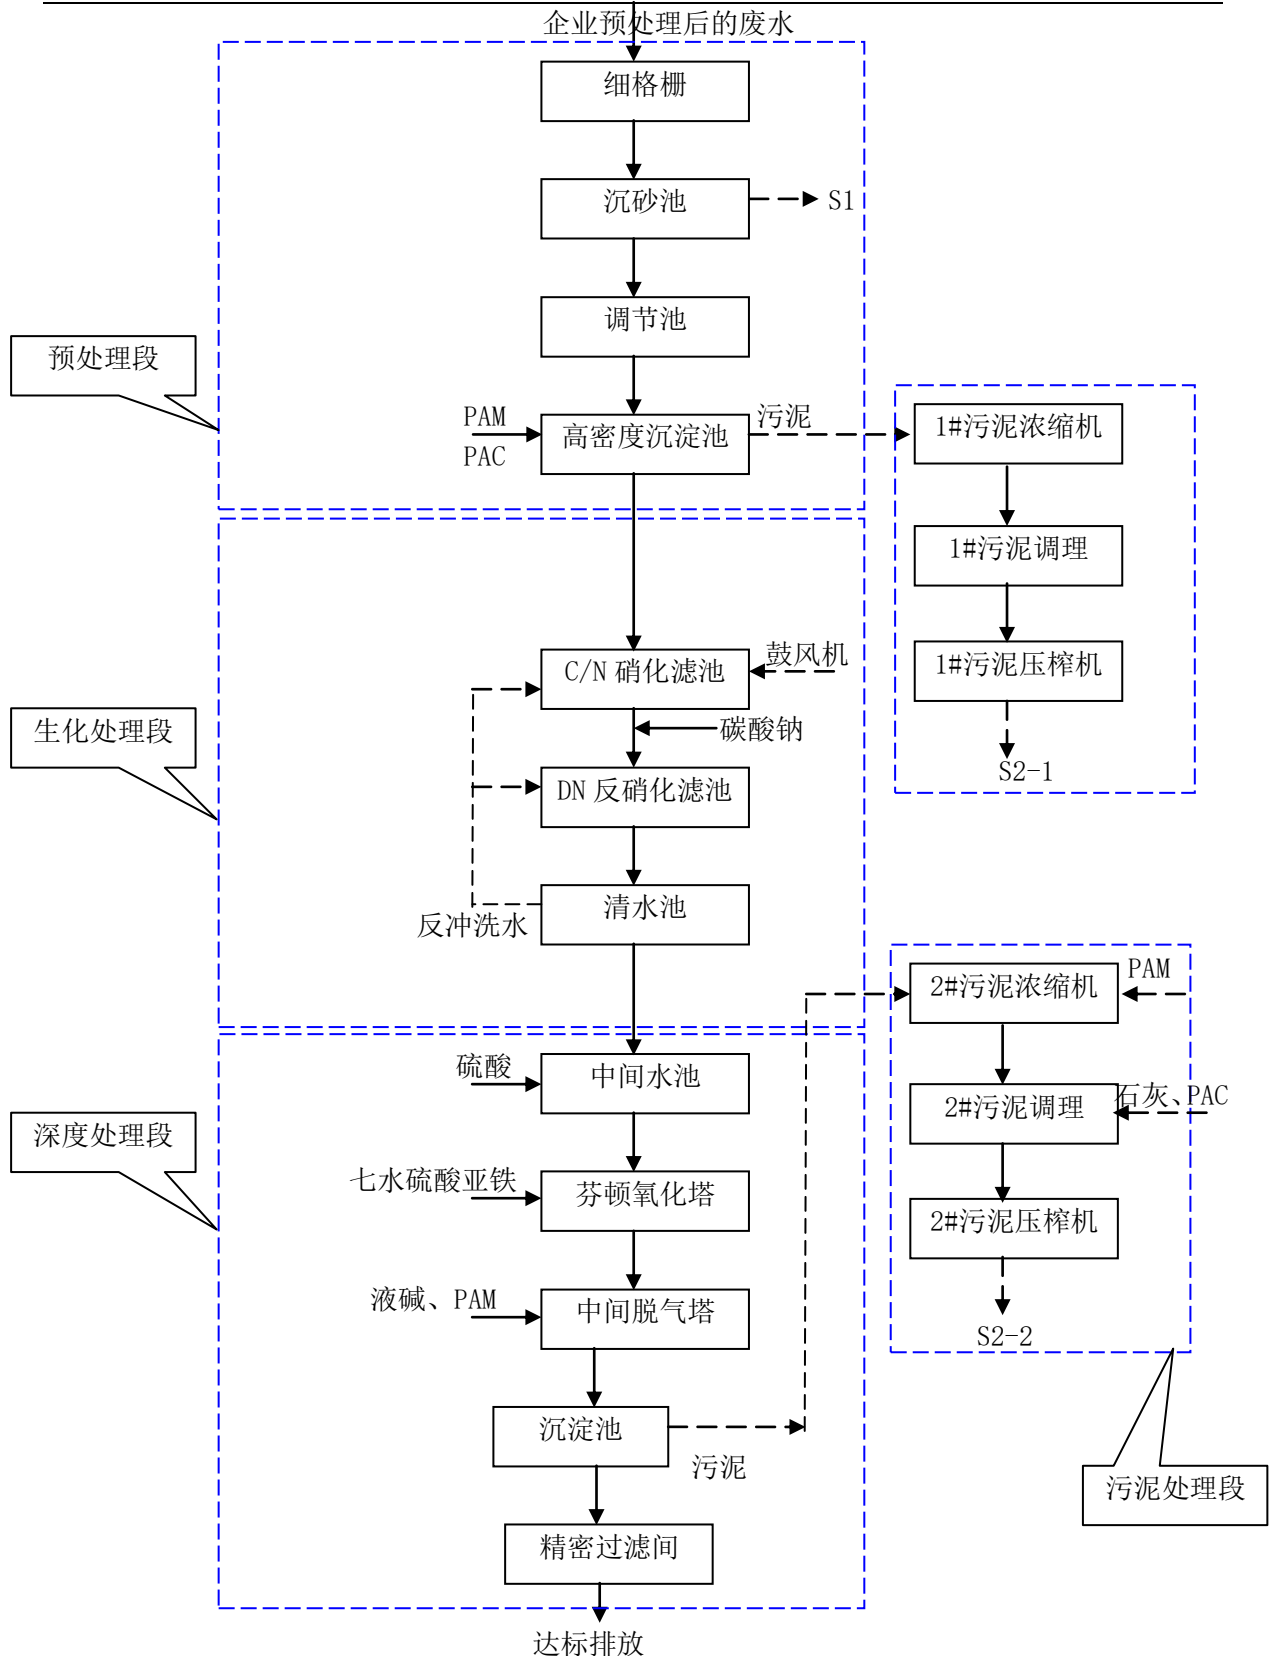 企业预处理后的废水
细格栅
沉砂池
S1
调节池
预处理段
PAM
PAC
高密度沉淀池
污泥
1#污泥浓缩机
1#污泥调理
1#污泥压榨机
S2-1
C/N 硝化滤池
鼓风机
碳酸钠
生化处理段
DN 反硝化滤池
清水池
反冲洗水
2#污泥浓缩机
PAM
硫酸
中间水池
2#污泥调理
石灰、PAC
深度处理段
七水硫酸亚铁
芬顿氧化塔
2#污泥压榨机
液碱、PAM
中间脱气塔
S2-2
沉淀池
污泥
污泥处理段
精密过滤间
达标排放